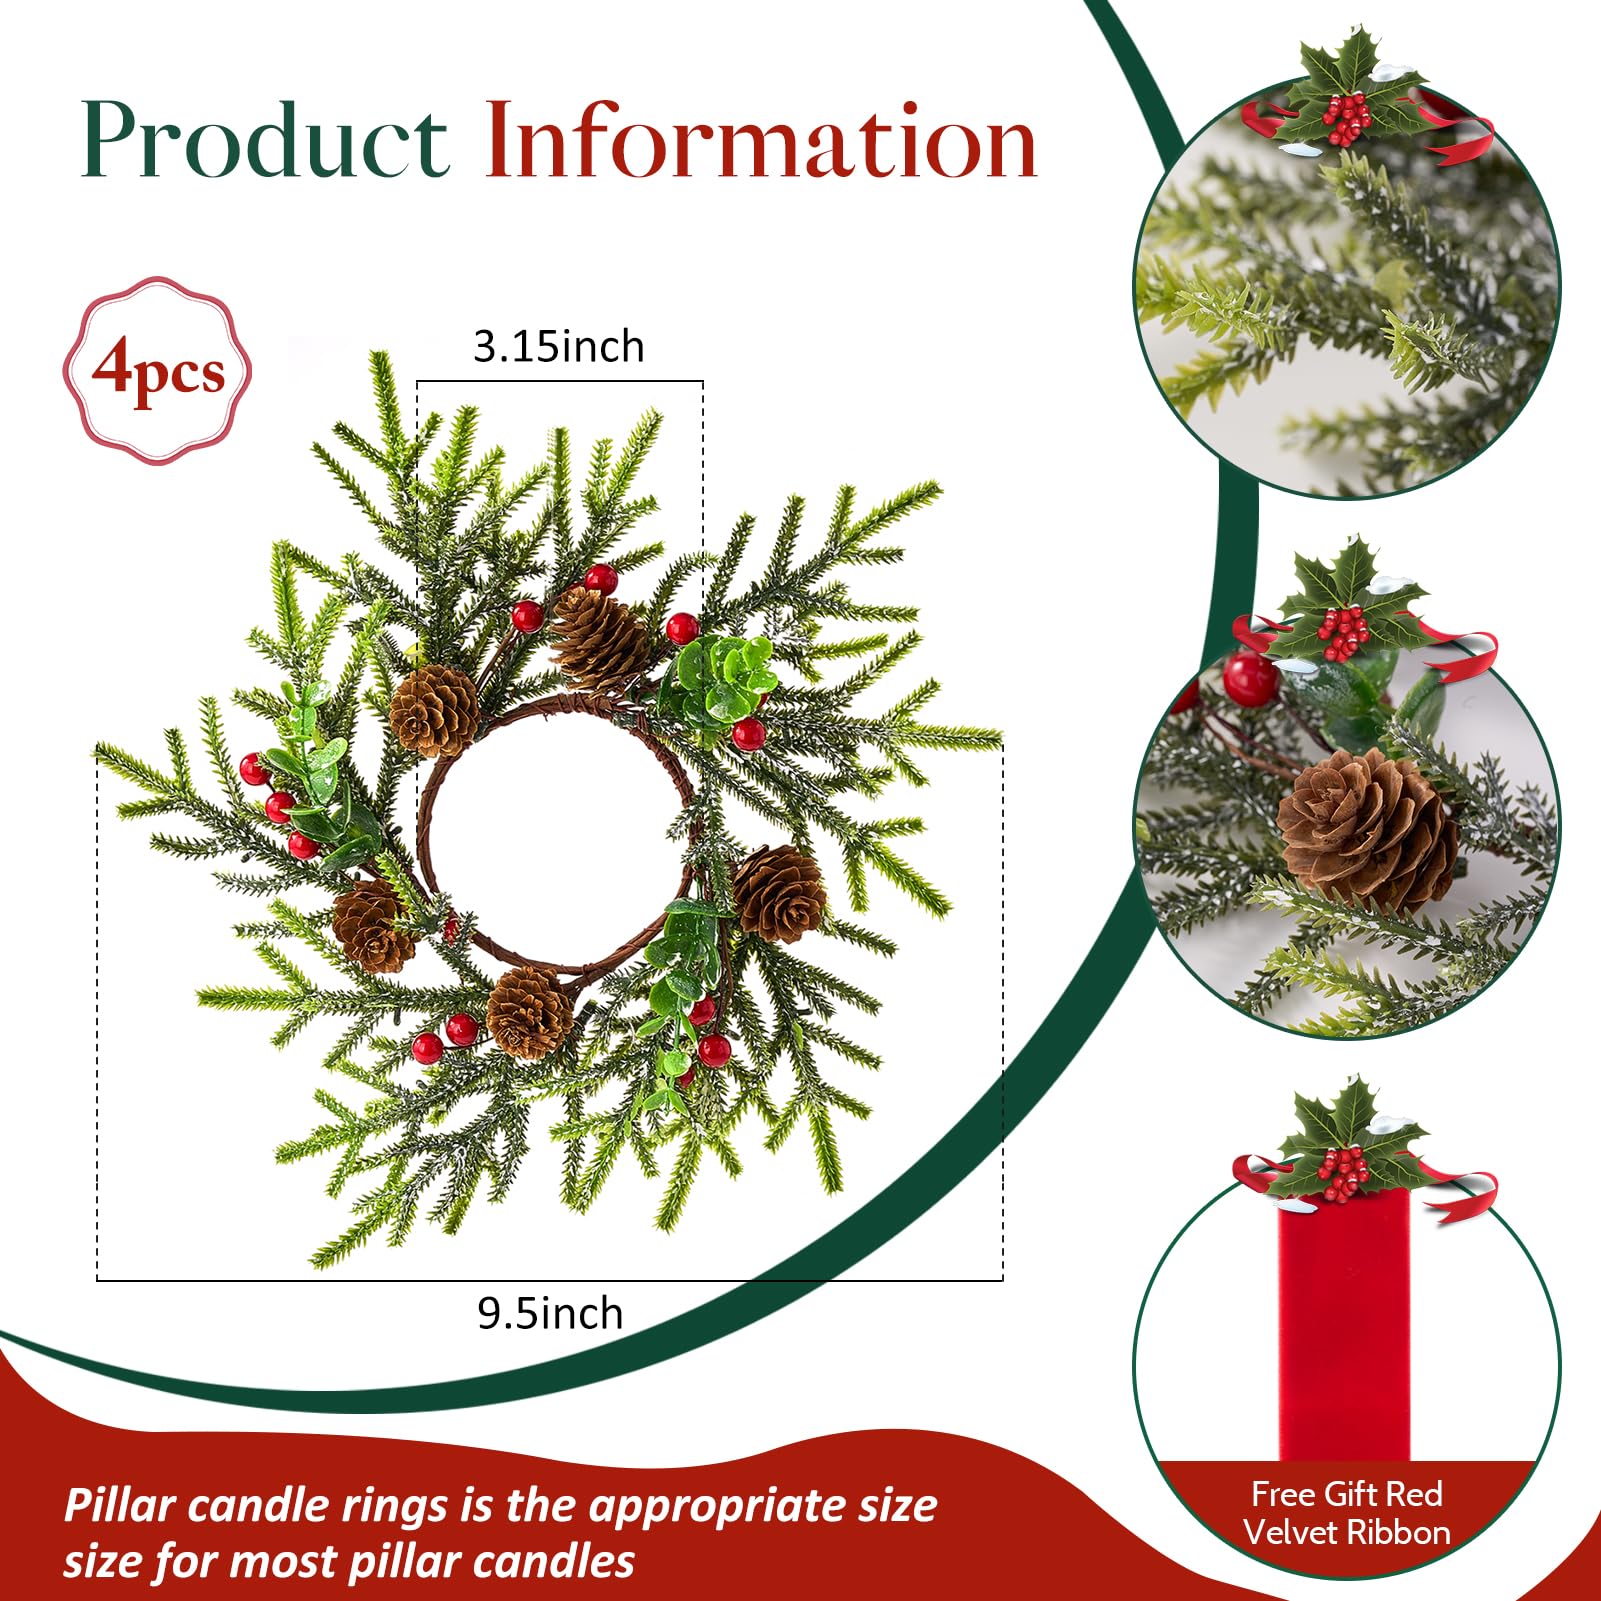 Product Information
4pcs
3.15inch
9.5inch
Pillar candle rings is the appropriate size
size for most pillar candles
Free Gift Red
Velvet Ribbon